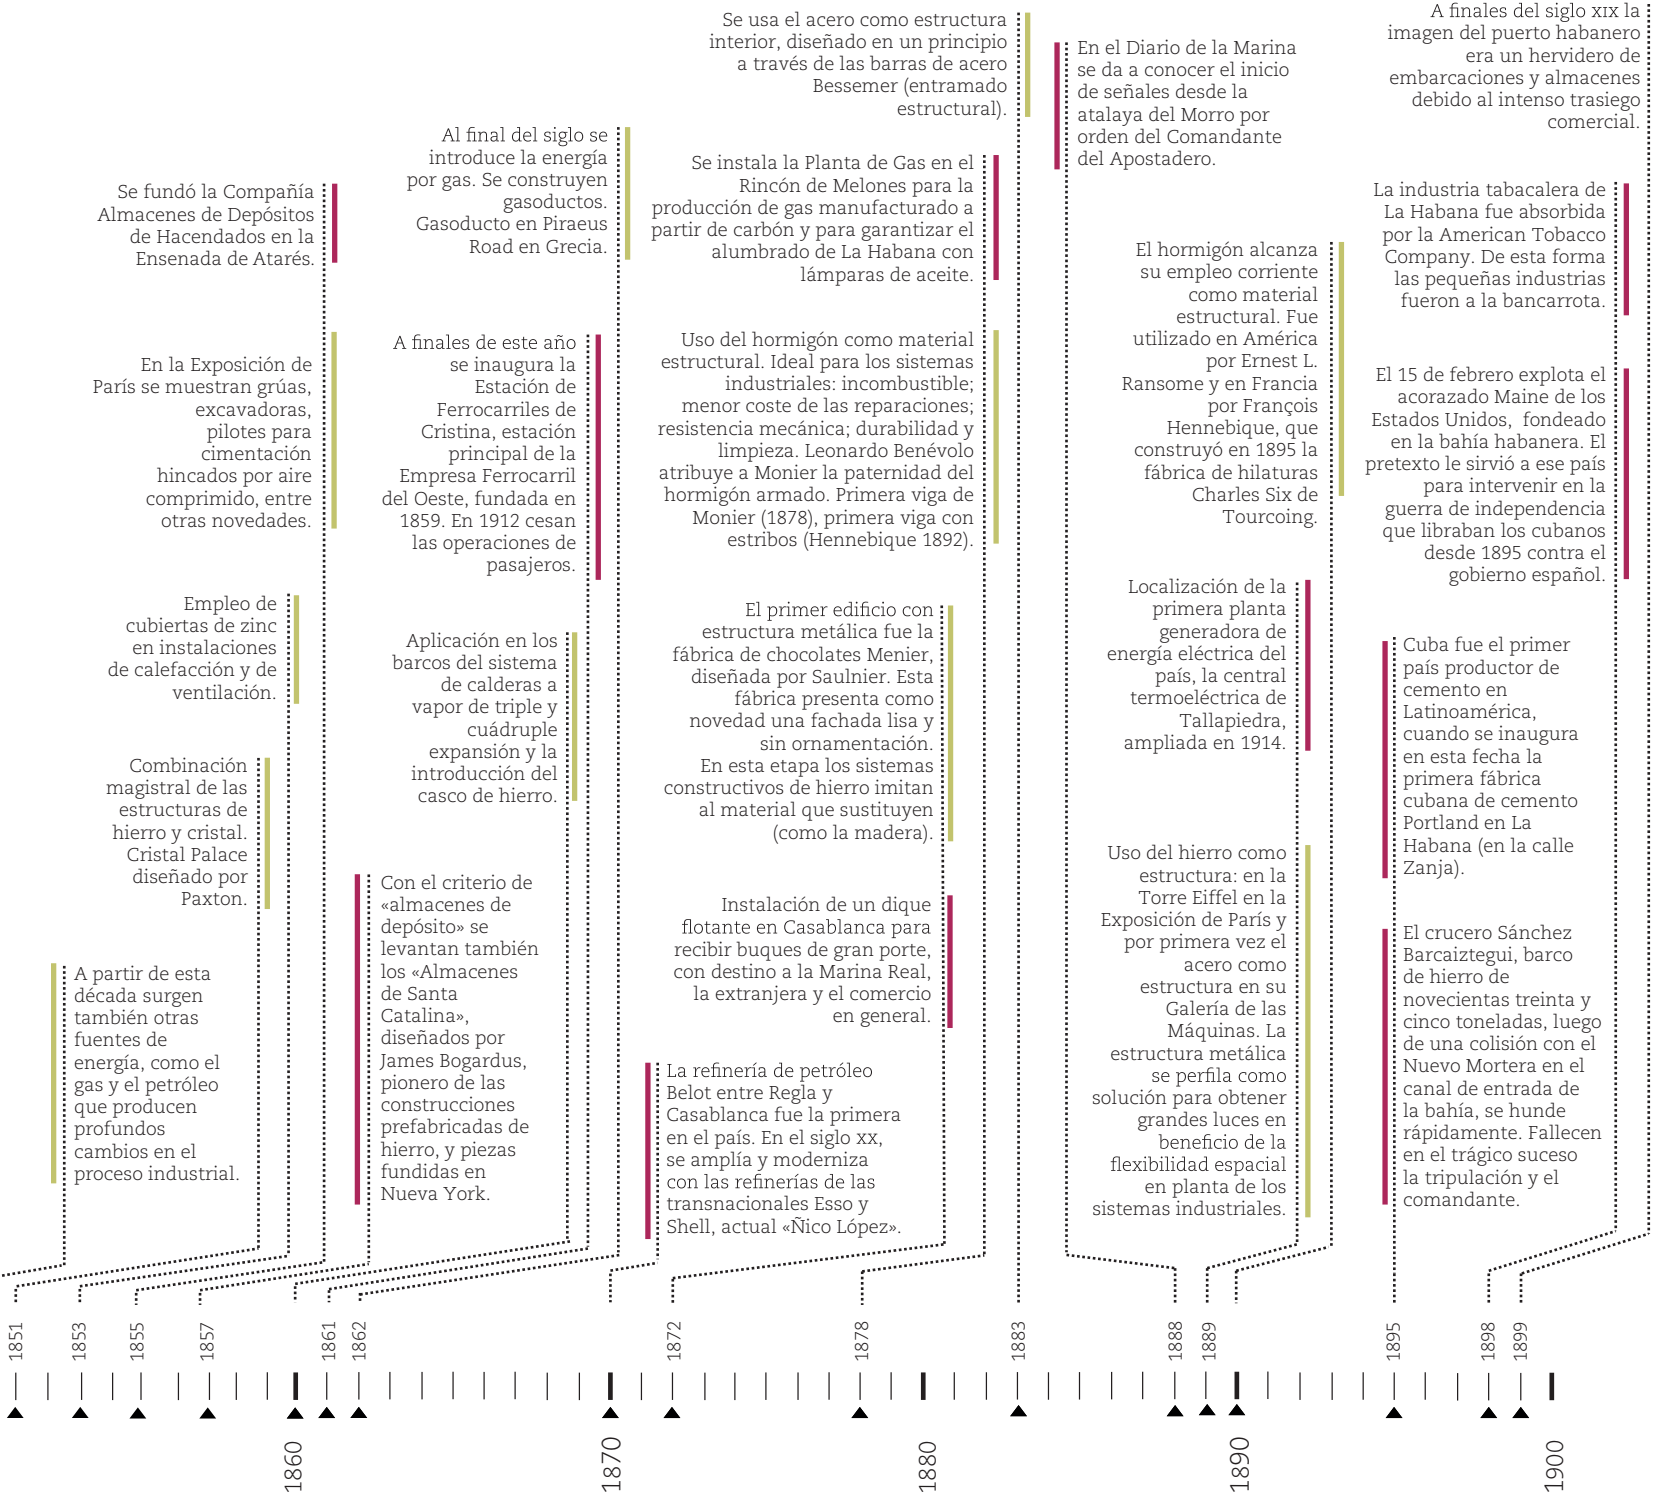 Se fundó la Compañía
Almacenes de Depósitos
de Hacendados en la
Ensenada de Atarés.
En la Exposición de
París se muestran grúas,
excavadoras,
pilotes para
cimentación
hincados por aire
comprimido, entre
otras novedades.
Empleo de
cubiertas de zinc
en instalaciones
de calefacción y de
ventilación.
Combinación
magistral de las
estructuras de
hierro y cristal.
Cristal Palace
diseñado por
Paxton.
A partir de esta
década surgen
también otras
fuentes de
energía, como el
gas y el petróleo
que producen
profundos
cambios en el
proceso industrial.
Al final del siglo se
introduce la energía
por gas. Se construyen
gasoductos.
Gasoducto en Piraeus
Road en Grecia.
A finales de este año
se inaugura la
Estación de
Ferrocarriles de
Cristina, estación
principal de la
Empresa Ferrocarril
del Oeste, fundada en
1859. En 1912 cesan
las operaciones de
pasajeros.
Aplicación en los
barcos del sistema
de calderas a
vapor de triple y
cuádruple
expansión y la
introducción del
casco de hierro.
Con el criterio de
«almacenes de
depósito» se
levantan también
los «Almacenes
de Santa
Catalina»,
diseñados por
James Bogardus,
pionero de las
construcciones
prefabricadas de
hierro, y piezas
fundidas en
Nueva York.
Se usa el acero como estructura
interior, diseñado en un principio
a través de las barras de acero
Bessemer (entramado
estructural).
Se instala la Planta de Gas en el
Rincón de Melones para la
producción de gas manufacturado a
partir de carbón y para garantizar el
alumbrado de La Habana con
lámparas de aceite.
Uso del hormigón como material
estructural. Ideal para los sistemas
industriales: incombustible;
menor coste de las reparaciones;
resistencia mecánica; durabilidad y
limpieza. Leonardo Benévolo
atribuye a Monier la paternidad del
hormigón armado. Primera viga de
Monier (1878), primera viga con
estribos (Hennebique 1892).
El primer edificio con
estructura metálica fue la
fábrica de chocolates Menier,
diseñada por Saulnier. Esta
fábrica presenta como
novedad una fachada lisa y
sin ornamentación.
En esta etapa los sistemas
constructivos de hierro imitan
al material que sustituyen
(como la madera).
Instalación de un dique
flotante en Casablanca para
recibir buques de gran porte,
con destino a la Marina Real,
la extranjera y el comercio
en general.
La refinería de petróleo
Belot entre Regla y
Casablanca fue la primera
en el país. En el siglo XX,
se amplía y moderniza
con las refinerías de las
transnacionales Esso y
Shell, actual «Ñico López».
En el Diario de la Marina
se da a conocer el inicio
de señales desde la
atalaya del Morro por
orden del Comandante
del Apostadero.
El hormigón alcanza
su empleo corriente
como material
estructural. Fue
utilizado en América
por Ernest L.
Ransome y en Francia
por François
Hennebique, que
construyó en 1895 la
fábrica de hilaturas
Charles Six de
Tourcoing.
Localización de la
primera planta
generadora de
energía eléctrica del
país, la central
termoeléctrica de
Tallapiedra,
ampliada en 1914.
Uso del hierro como
estructura: en la
Torre Eiffel en la
Exposición de París y
por primera vez el
acero como
estructura en su
Galería de las
Máquinas. La
estructura metálica
se perfila como
solución para obtener
grandes luces en
beneficio de la
flexibilidad espacial
en planta de los
sistemas industriales.
A finales del siglo XIX la
imagen del puerto habanero
era un hervidero de
embarcaciones y almacenes
debido al intenso trasiego
comercial.
La industria tabacalera de
La Habana fue absorbida
por la American Tobacco
Company. De esta forma
las pequeñas industrias
fueron a la bancarrota.
El 15 de febrero explota el
acorazado Maine de los
Estados Unidos, fondeado
en la bahía habanera. El
pretexto le sirvió a ese país
para intervenir en la
guerra de independencia
que libraban los cubanos
desde 1895 contra el
gobierno español.
Cuba fue el primer
país productor de
cemento en
Latinoamérica,
cuando se inaugura
en esta fecha la
primera fábrica
cubana de cemento
Portland en La
Habana (en la calle
Zanja).
El crucero Sánchez
Barcaiztegui, barco
de hierro de
novecientas treinta y
cinco toneladas, luego
de una colisión con el
Nuevo Mortera en el
canal de entrada de
la bahía, se hunde
rápidamente. Fallecen
en el trágico suceso
la tripulación y el
comandante.
1851
1853
1855
1857
1861
1862
1872
1878
1883
1888
1889
1895
1898
1899
1860
1870
1880
1890
1900